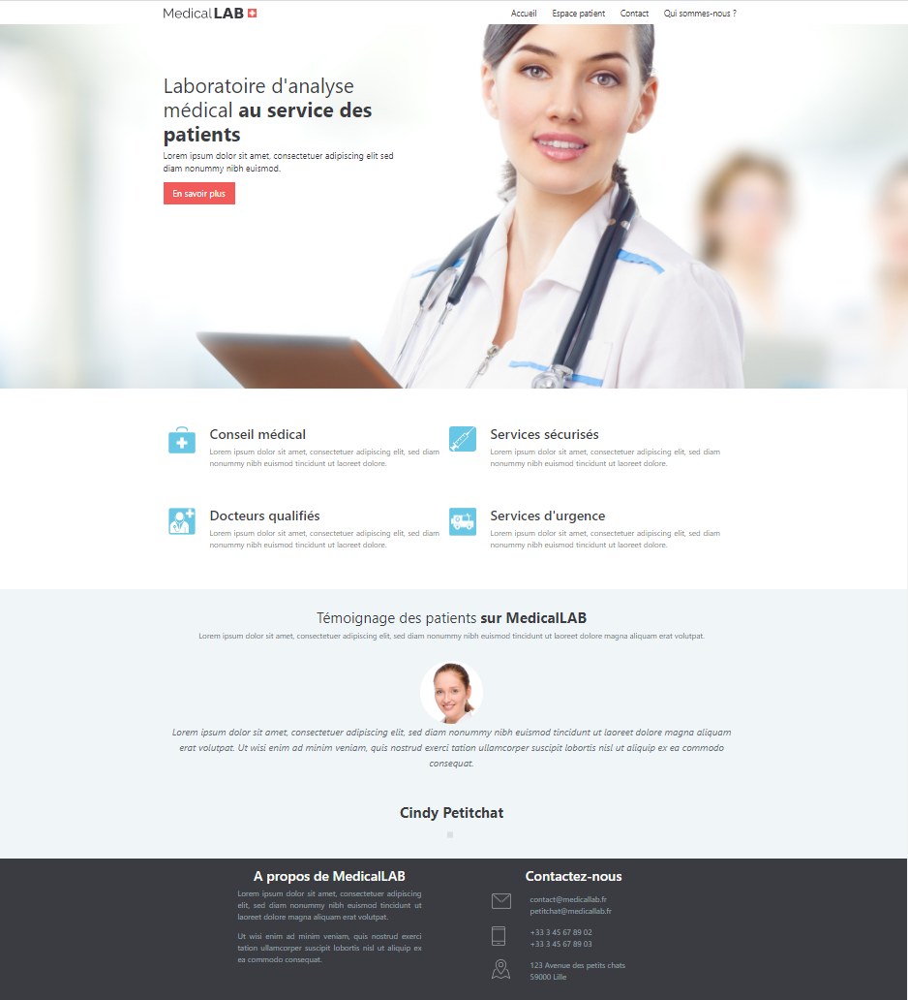 Medical LAB
Accueil Espace patient Contact Qui sommes-nous ?
Laboratoire d'analyse
médical au service des
patients
Lorem ipsum dolor sit amet, consectetuer adipiscing elit sed
diam nonummy nibh euismod.
En savoir plus
Conseil médical
Lorem ipsum dolor sit amet, consectetuer adipiscing elit, sed diam
nonummy nibh euismod tincidunt ut laoreet dolore.
Services sécurisés
Lorem ipsum dolor sit amet, consectetuer adipiscing elit, sed diam
nonummy nibh euismod tincidunt ut laoreet dolore.
Docteurs qualifiés
Lorem ipsum dolor sit amet, consectetuer adipiscing elit, sed diam
nonummy nibh euismod tincidunt ut laoreet dolore.
Services d'urgence
Lorem ipsum dolor sit amet, consectetuer adipiscing elit, sed diam
nonummy nibh euismod tincidunt ut laoreet dolore.
Témoignage des patients sur MedicalLAB
Lorem ipsum dolor sit amet, consectetuer adipiscing elit, sed diam nonummy nibh euismod tincidunt ut laoreet dolore magna aliquam erat volutpat.
Lorem ipsum dolor sit amet, consectetuer adipiscing elit, sed diam nonummy nibh euismod tincidunt ut laoreet dolore magna aliquam
erat volutpat. Ut wisi enim ad minim veniam, quis nostrud exerci tation ullamcorper suscipit lobortis nisl ut aliquip ex ea commodo
consequat.
Cindy Petitchat
A propos de MedicalLAB
Lorem ipsum dolor sit amet, consectetuer adipiscing
elit, sed diam nonummy nibh euismod tincidunt ut
laoreet dolore magna aliquam erat volutpat.
Ut wisi enim ad minim veniam, quis nostrud exerci
tation ullamcorper suscipit lobortis nisl ut aliquip ex
ea commodo consequat.
Contactez-nous
contact@medicallab.fr
petitchat@medicallab.fr
+33 3 45 67 89 02
+33 3 45 67 89 03
123 Avenue des petits chats
59000 Lille